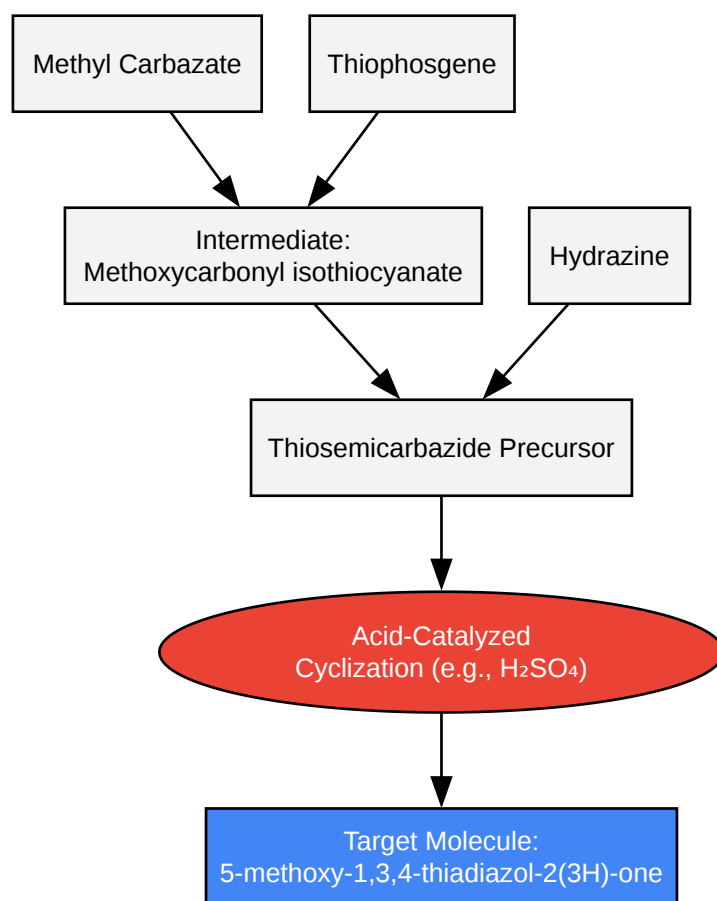 Methyl Carbazate
Thiophosgene
Intermediate:
Methoxycarbonyl isothiocyanate
Hydrazine
Thiosemicarbazide Precursor
Acid-Catalyzed
Cyclization (e.g., H₂SO₄)
Target Molecule:
5-methoxy-1,3,4-thiadiazol-2(3H)-one